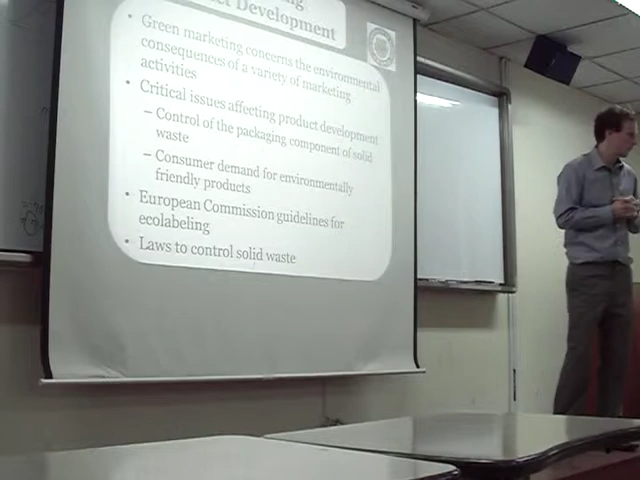 ct Development
• Green marketing concerns the environmental
consequences of a variety of marketing
activities
• Critical issues affecting product development
– Control of the packaging component of solid
waste
– Consumer demand for environmentally
friendly products
• European Commission guidelines for
ecolabeling
• Laws to control solid waste